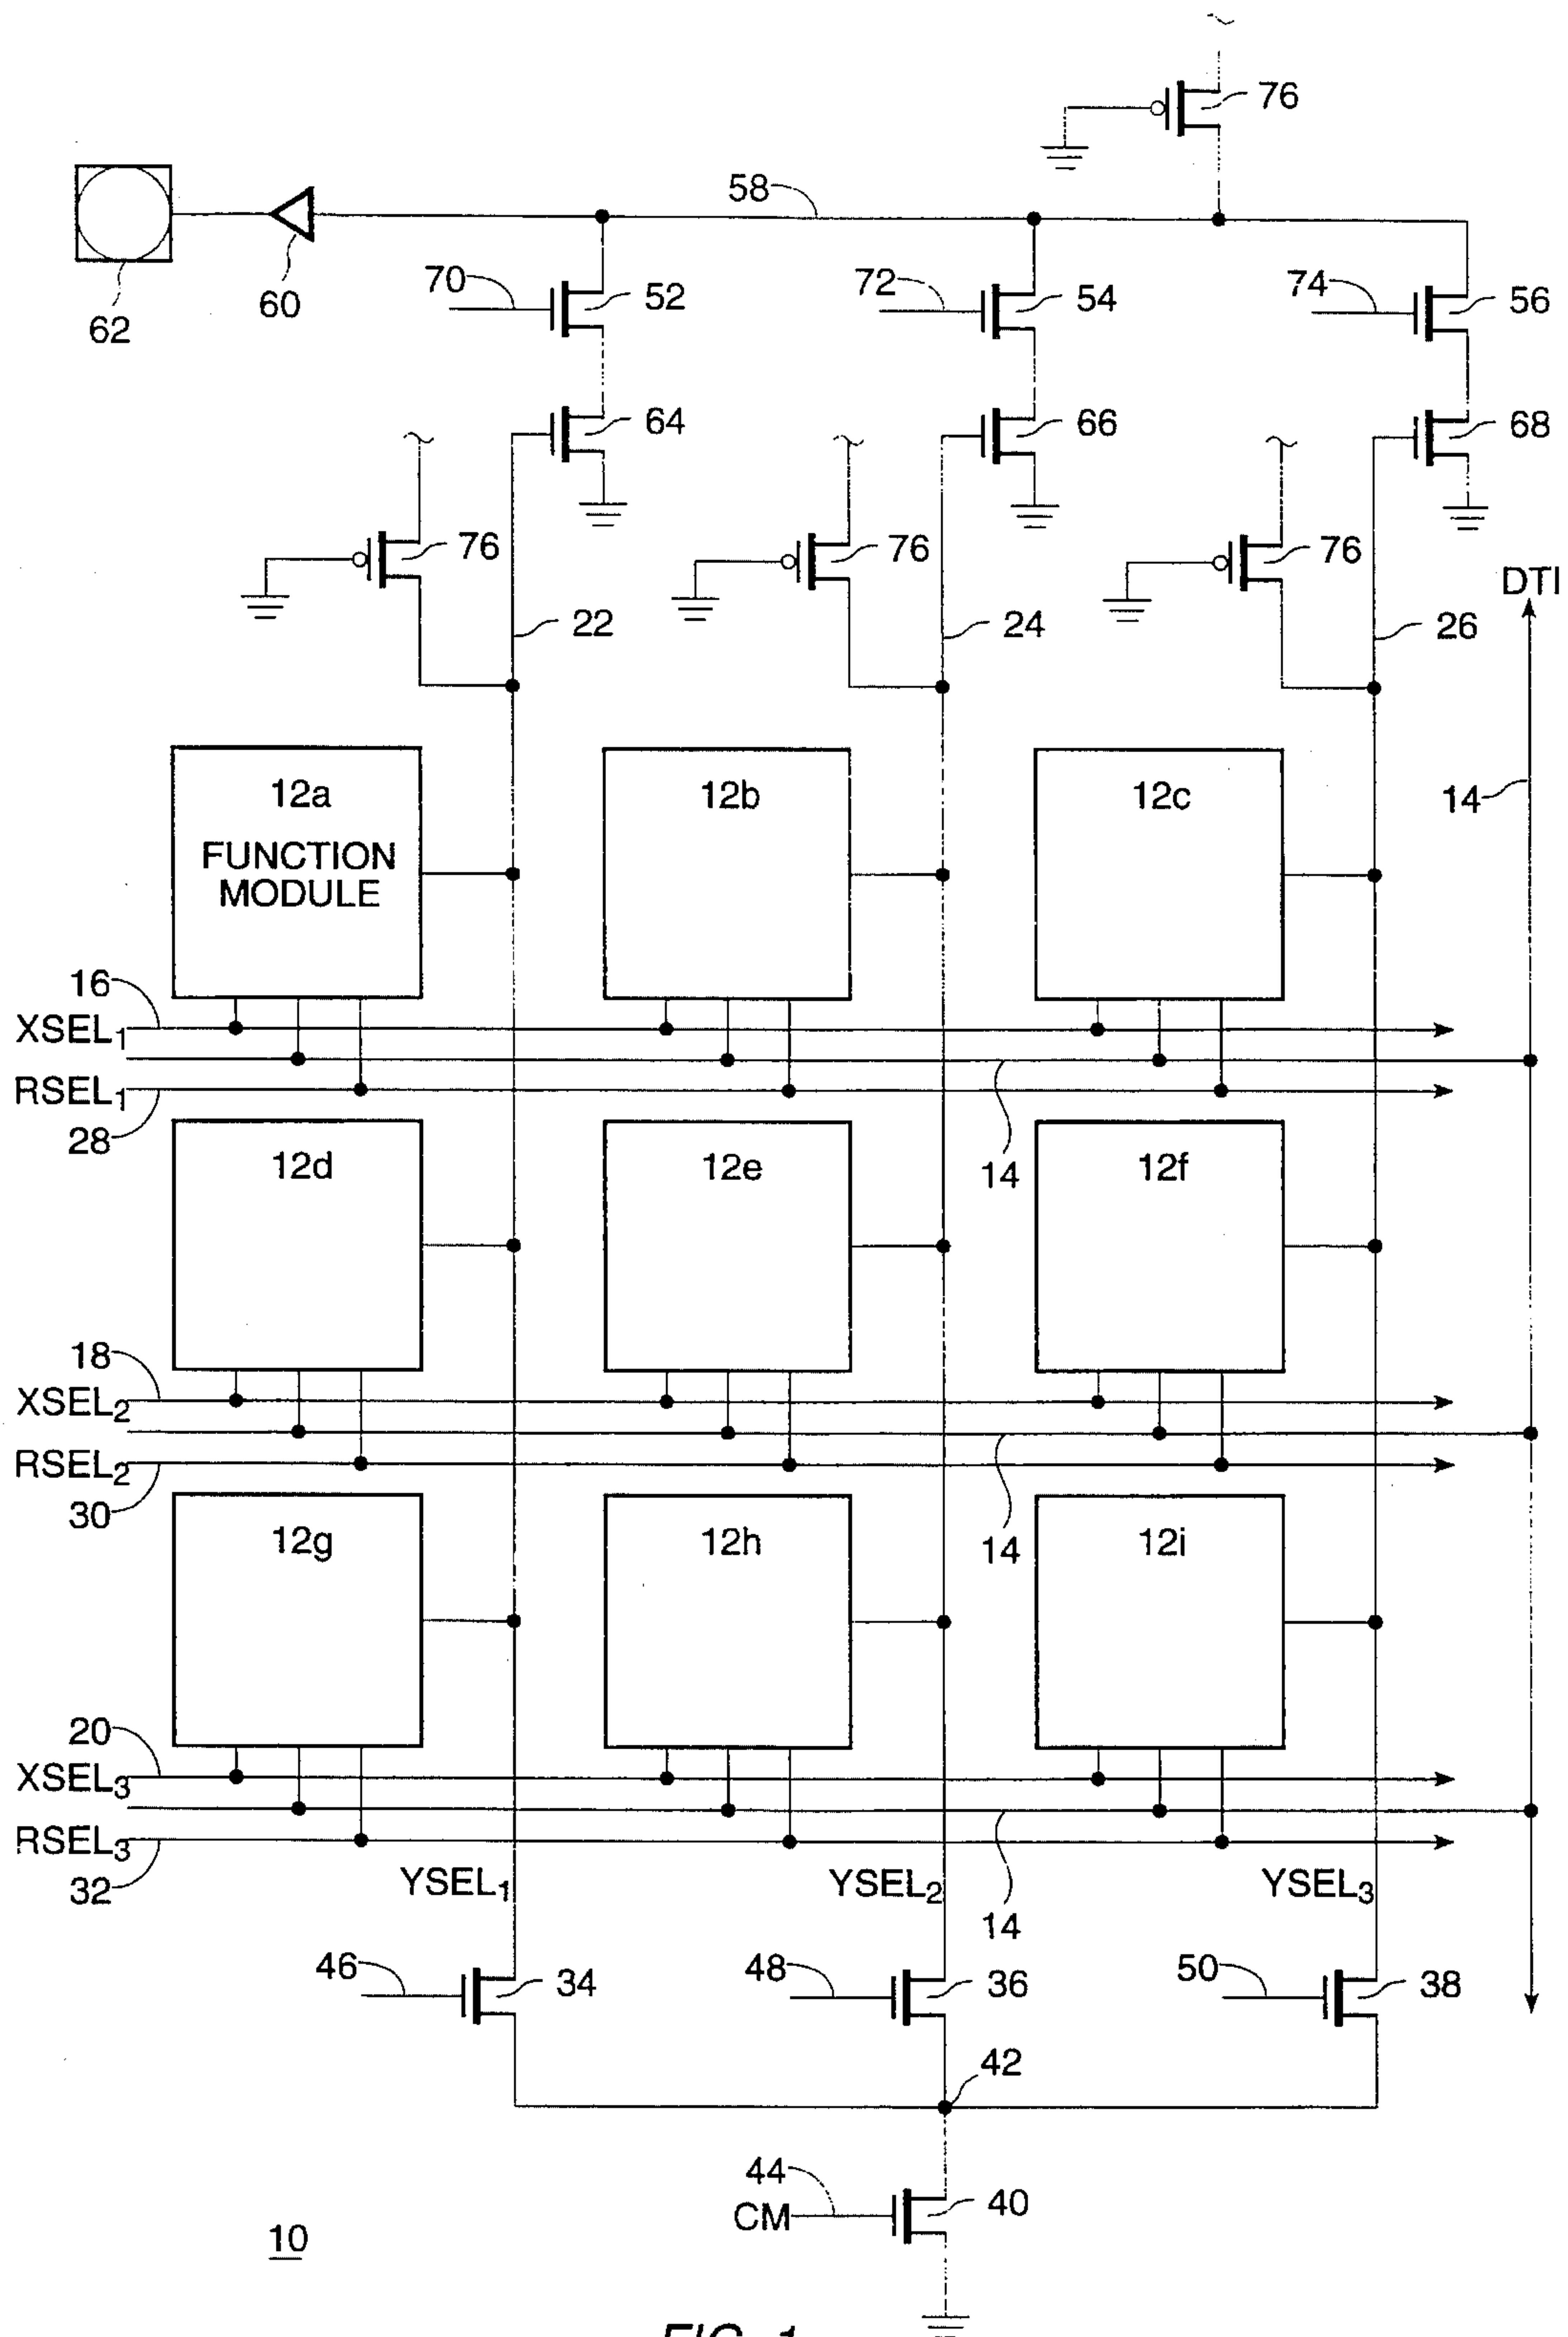 76
58
70
52
72
54
74
56
62
60
64
66
68
76
76
76
DTI
22
24
26
14
12a
FUNCTION
MODULE
12b
12c
16
XSEL1
RSEL1
28
14
12d
12e
12f
18
XSEL2
RSEL2
30
14
12g
12h
12i
20
XSEL3
RSEL3
32
YSEL1
YSEL2
YSEL3
14
46
34
48
36
50
38
42
44
CM
40
10
FIG. 1